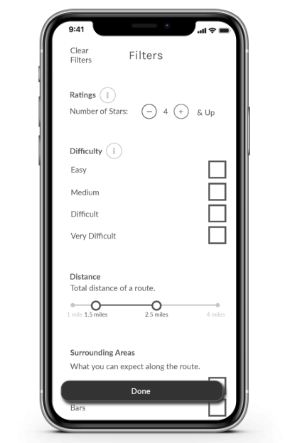 9:41
Clear
Filters
Filters
Ratings i
Number of Stars: − 4 + & Up
Difficulty i
Easy
Medium
Difficult
Very Difficult
Distance
Total distance of a route.
1 mile 1.5 miles 2.5 miles 4 miles
Surrounding Areas
What you can expect along the route.
Done
Bars